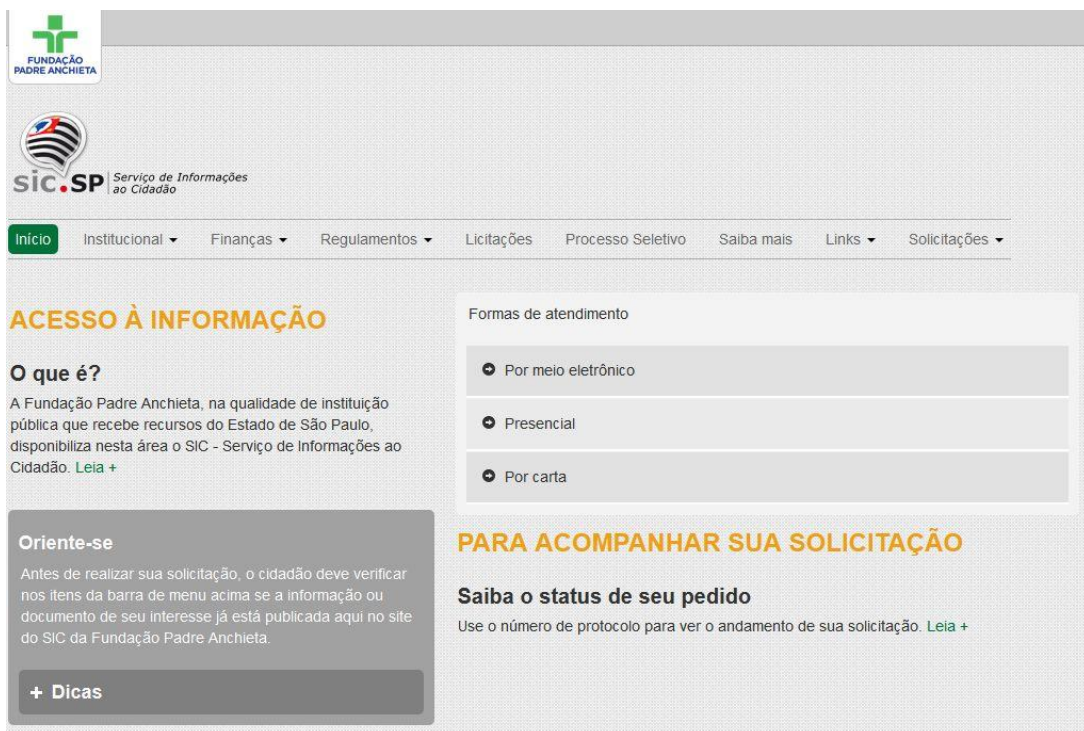 FUNDAÇÃO
PADRE ANCHIETA
sic.SP
Serviço de Informações
ao Cidadão
Início Institucional Finanças Regulamentos Licitações Processo Seletivo Saiba mais Links Solicitações
ACESSO À INFORMAÇÃO
O que é?
A Fundação Padre Anchieta, na qualidade de instituição
pública que recebe recursos do Estado de São Paulo,
disponibiliza nesta área o SIC - Serviço de Informações ao
Cidadão. Leia +
Oriente-se
Antes de realizar sua solicitação, o cidadão deve verificar
nos itens da barra de menu acima se a informação ou
documento de seu interesse já está publicada aqui no site
do SIC da Fundação Padre Anchieta.
+ Dicas
Formas de atendimento
Por meio eletrônico
Presencial
Por carta
PARA ACOMPANHAR SUA SOLICITAÇÃO
Saiba o status de seu pedido
Use o número de protocolo para ver o andamento de sua solicitação. Leia +